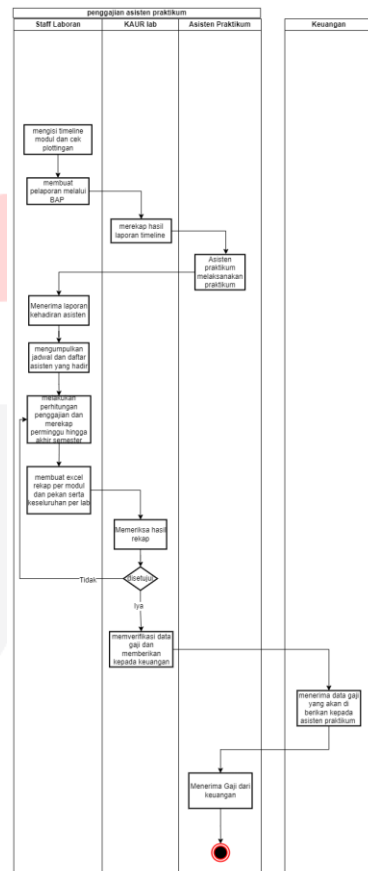 penggajian asisten praktikum
Staff Laboran
KAUR lab
Asisten Praktikum
Keuangan
mengisi timeline
modul dan cek
plottingan
membuat
pelaporan melalui
BAP
merekap hasil
laporan timeline
Asisten
praktikum
melaksanakan
praktikum
Menerima laporan
kehadiran asisten
mengumpulkan
jadwal dan daftar
asisten yang hadir
melakukan
perhitungan
penggajian dan
merekap
perminggu hingga
akhir semester
membuat excel
rekap per modul
dan pekan serta
keseluruhan per lab
Memeriksa hasil
rekap
disetujui
Tidak
Iya
memverifikasi data
gaji dan
memberikan
kepada keuangan
menerima data gaji
yang akan di
berikan kepada
asisten praktikum
Menerima Gaji dari
keuangan